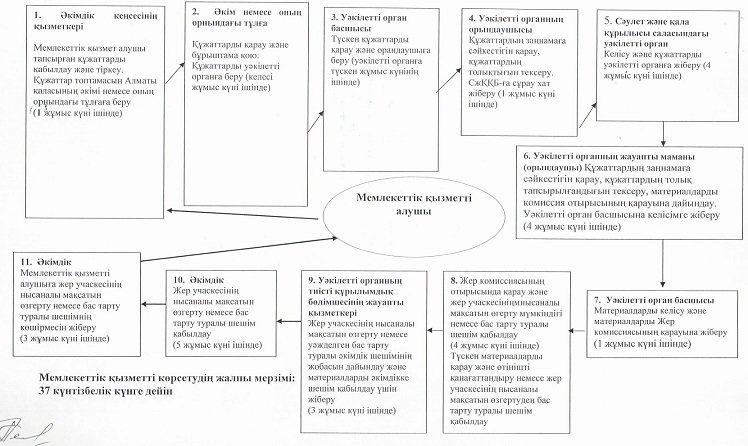 1. Әкімдік кеңсесінің
қызметкері
Мемлекеттік қызмет алушы
тапсырған құжаттарды
қабылдау және тіркеу.
Құжаттар топтамасын Алматы
қаласының әкімі немесе оның
орнындағы тұлғаға беру
(1 жұмыс күні ішінде)
2. Әкім немесе оның
орнындағы тұлға
Құжаттарды қарау және
бұрыштама қою.
Құжаттарды уәкілетті
органға беру (келесі
жұмыс күні ішінде)
3. Уәкілетті орган
басшысы
Түскен құжаттарды
қарау және орандаушыға
беру (уәкілетті органға
түскен жұмыс күнінің
ішінде)
4. Уәкілетті органның
орындаушысы
Құжаттардың заңнамаға
сәйкестігін қарау,
құжаттардың
толықтығын тексеру.
СжҚҚБ-ға сұрау хат
жіберу (1 жұмыс күні
ішінде)
5. Сәулет және қала
құрылысы саласындағы
уәкілетті орган
Келісу және құжаттарды
уәкілетті органға жіберу (4
жұмыс күні ішінде)
6. Уәкілетті органның жауапты маманы
(орындаушы) Құжаттардың заңнамаға
сәйкестігін қарау, құжаттардың толық
тапсырылғандығын тексеру, материалдарды
комиссия отырысының қарауына дайындау.
Уәкілетті орган басшысына келісімге жіберу
(4 жұмыс күні ішінде)
Мемлекеттік қызметті
алушы
11. Әкімдік
Мемлекеттік қызметті
алушыға жер учаскесінің
нысаналы мақсатын
өзгерту немесе бас тарту
туралы шешімнің
көшірмесін жіберу
(3 жұмыс күні ішінде)
10. Әкімдік
Жер учаскесінің
нысаналы мақсатын
өзгерту немесе бас
тарту туралы шешім
қабылдау
(5 жұмыс күні ішінде)
9. Уәкілетті органның
тиісті құрылымдық
бөлімшесінің жауапты
қызметкері
Жер учаскесінің нысаналы
мақсатын өзгерту немесе
уәжделген бас тарту
туралы әкімдік шешімінің
жобасын дайындау және
материалдарды әкімдікке
шешім қабылдау үшін
жіберу
(3 жұмыс күні ішінде)
8. Жер комиссиясының
отырысында қарау және
жер учаскесініңмнысаналы
мақсатын өзгерту мүмкіндігі
немесе бас тарту туралы
шешім қабылдау
(4 жұмыс күні ішінде)
Түскен материалдарды
қарау және өтінішті
қанағаттандыру немесе жер
учаскесінің нысаналы
мақсатын өзгертуден бас
тарту туралы шешім
қабылдау
7. Уәкілетті орган басшысы
Материалдарды келісу және
материалдарды Жер
комиссиясының қарауына жіберу
(1 жұмыс күні ішінде)
Мемлекеттік қызметті көрсетудің жалпы мерзімі:
37 күнтізбелік күнге дейін